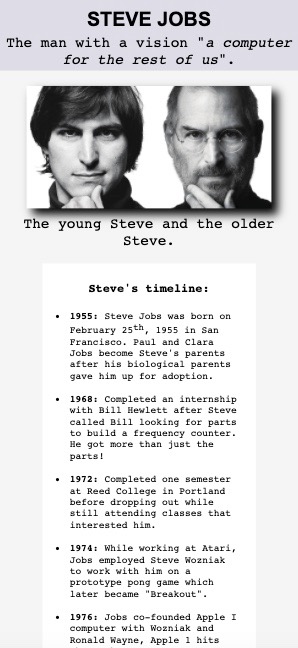 STEVE JOBS
The man with a vision "a computer
for the rest of us".
The young Steve and the older
Steve.
Steve's timeline:
• 1955: Steve Jobs was born on
February 25th, 1955 in San
Francisco. Paul and Clara
Jobs become Steve's parents
after his biological parents
gave him up for adoption.
• 1968: Completed an internship
with Bill Hewlett after Steve
called Bill looking for parts
to build a frequency counter.
He got more than just the
parts!
• 1972: Completed one semester
at Reed College in Portland
before dropping out while
still attending classes that
interested him.
• 1974: While working at Atari,
Jobs employed Steve Wozniak
to work with him on a
prototype pong game which
later became "Breakout".
• 1976: Jobs co-founded Apple I
computer with Wozniak and
Ronald Wayne, Apple 1 hits